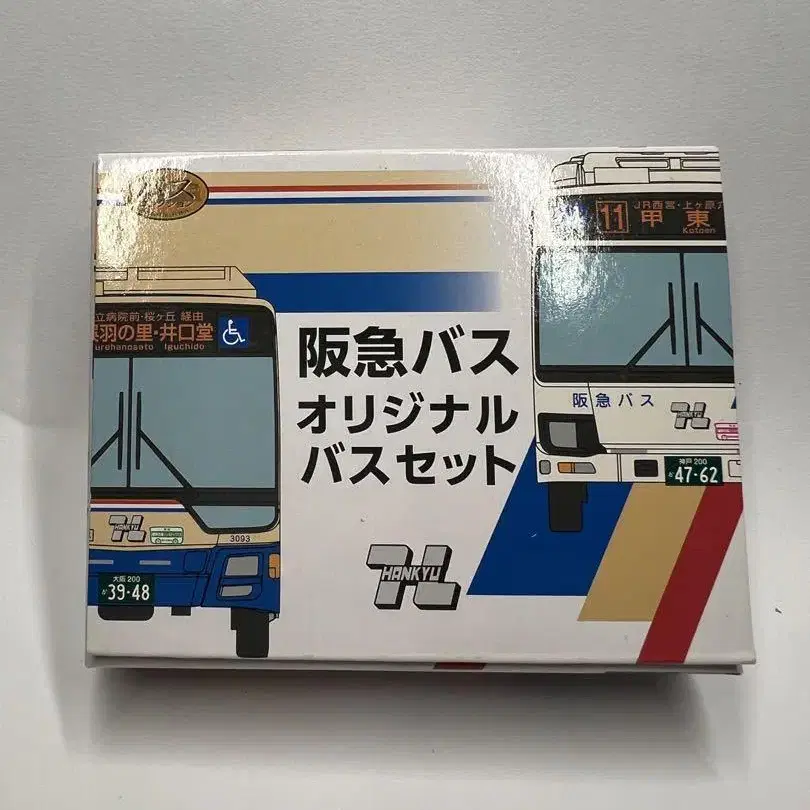 11
JR西宮・上ヶ原
甲東
Kotoen
立病院前・桜ヶ丘 経由
羽の里・井口堂
urehanosato Iguchido
阪急バス
オリジナル
バスセット
阪急バス
神戸 200
か 47-62
HANKYU
3093
大阪 200
か 39-48
HANKYU